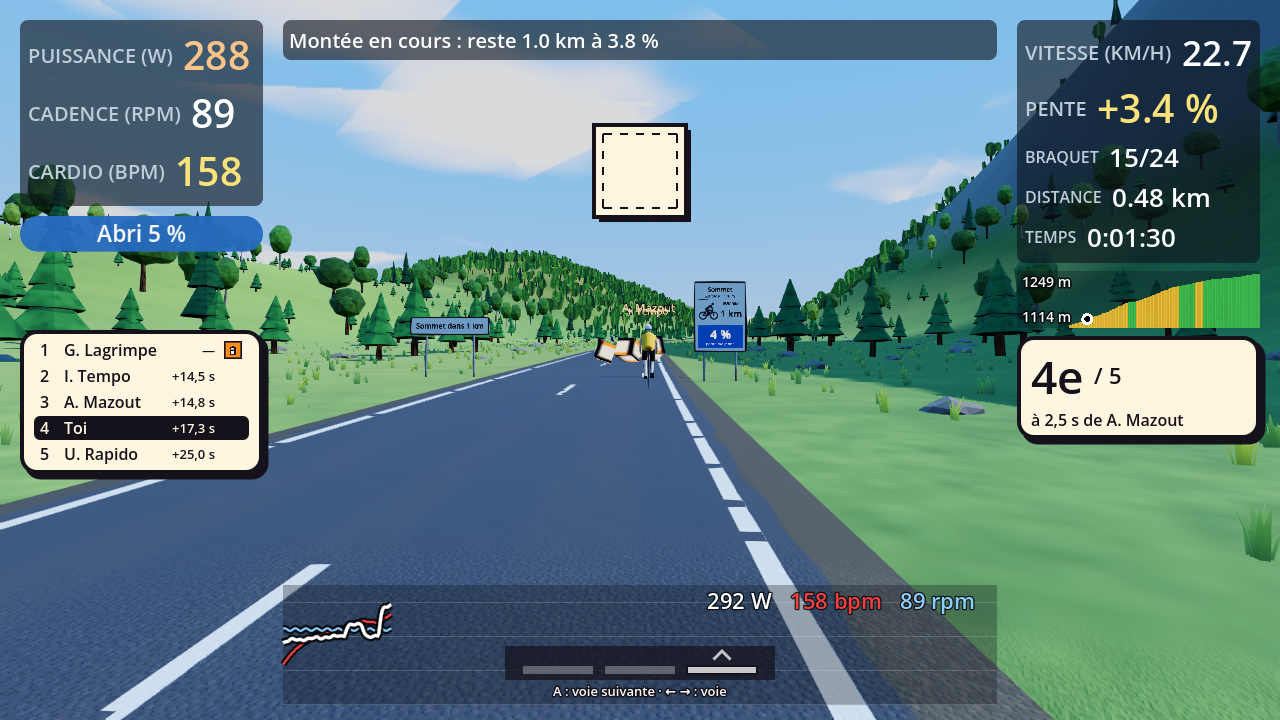 PUISSANCE (W) 288
CADENCE (RPM) 89
CARDIO (BPM) 158
Abri 5 %
Montée en cours : reste 1.0 km à 3.8 %
VITESSE (KM/H) 22.7
PENTE +3.4 %
BRAQUET 15/24
DISTANCE 0.48 km
TEMPS 0:01:30
1249 m
1114 m
1 G. Lagrimpe —
2 I. Tempo +14,5 s
3 A. Mazout +14,8 s
4 Toi +17,3 s
5 U. Rapido +25,0 s
4e / 5
à 2,5 s de A. Mazout
A. Mazout
Sommet dans 1 km
Sommet
1 km
4 %
292 W 158 bpm 89 rpm
A : voie suivante · ← → : voie